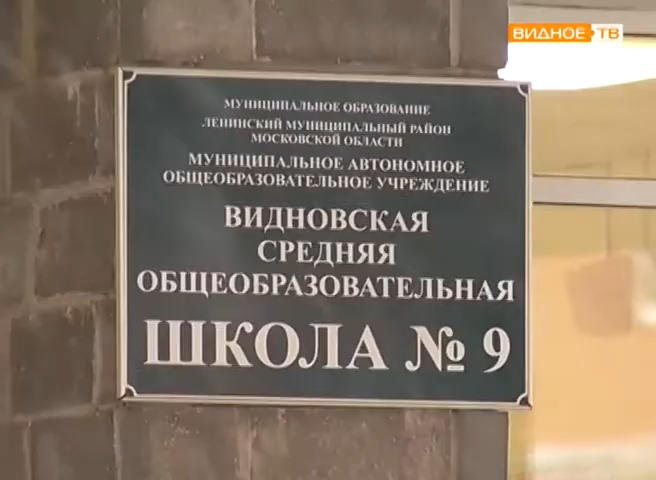 ВИДНОЕ ТВ
МУНИЦИПАЛЬНОЕ ОБРАЗОВАНИЕ
ЛЕНИНСКИЙ МУНИЦИПАЛЬНЫЙ РАЙОН
МОСКОВСКОЙ ОБЛАСТИ
МУНИЦИПАЛЬНОЕ АВТОНОМНОЕ
ОБЩЕОБРАЗОВАТЕЛЬНОЕ УЧРЕЖДЕНИЕ
ВИДНОВСКАЯ
СРЕДНЯЯ
ОБЩЕОБРАЗОВАТЕЛЬНАЯ
ШКОЛА № 9